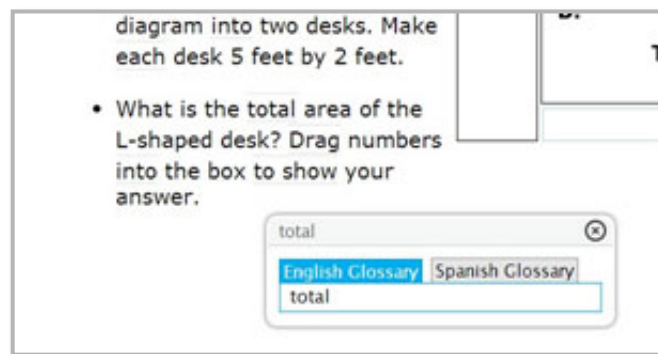 diagram into two desks. Make
each desk 5 feet by 2 feet.
• What is the total area of the
L-shaped desk? Drag numbers
into the box to show your
answer.
total
English Glossary Spanish Glossary
total